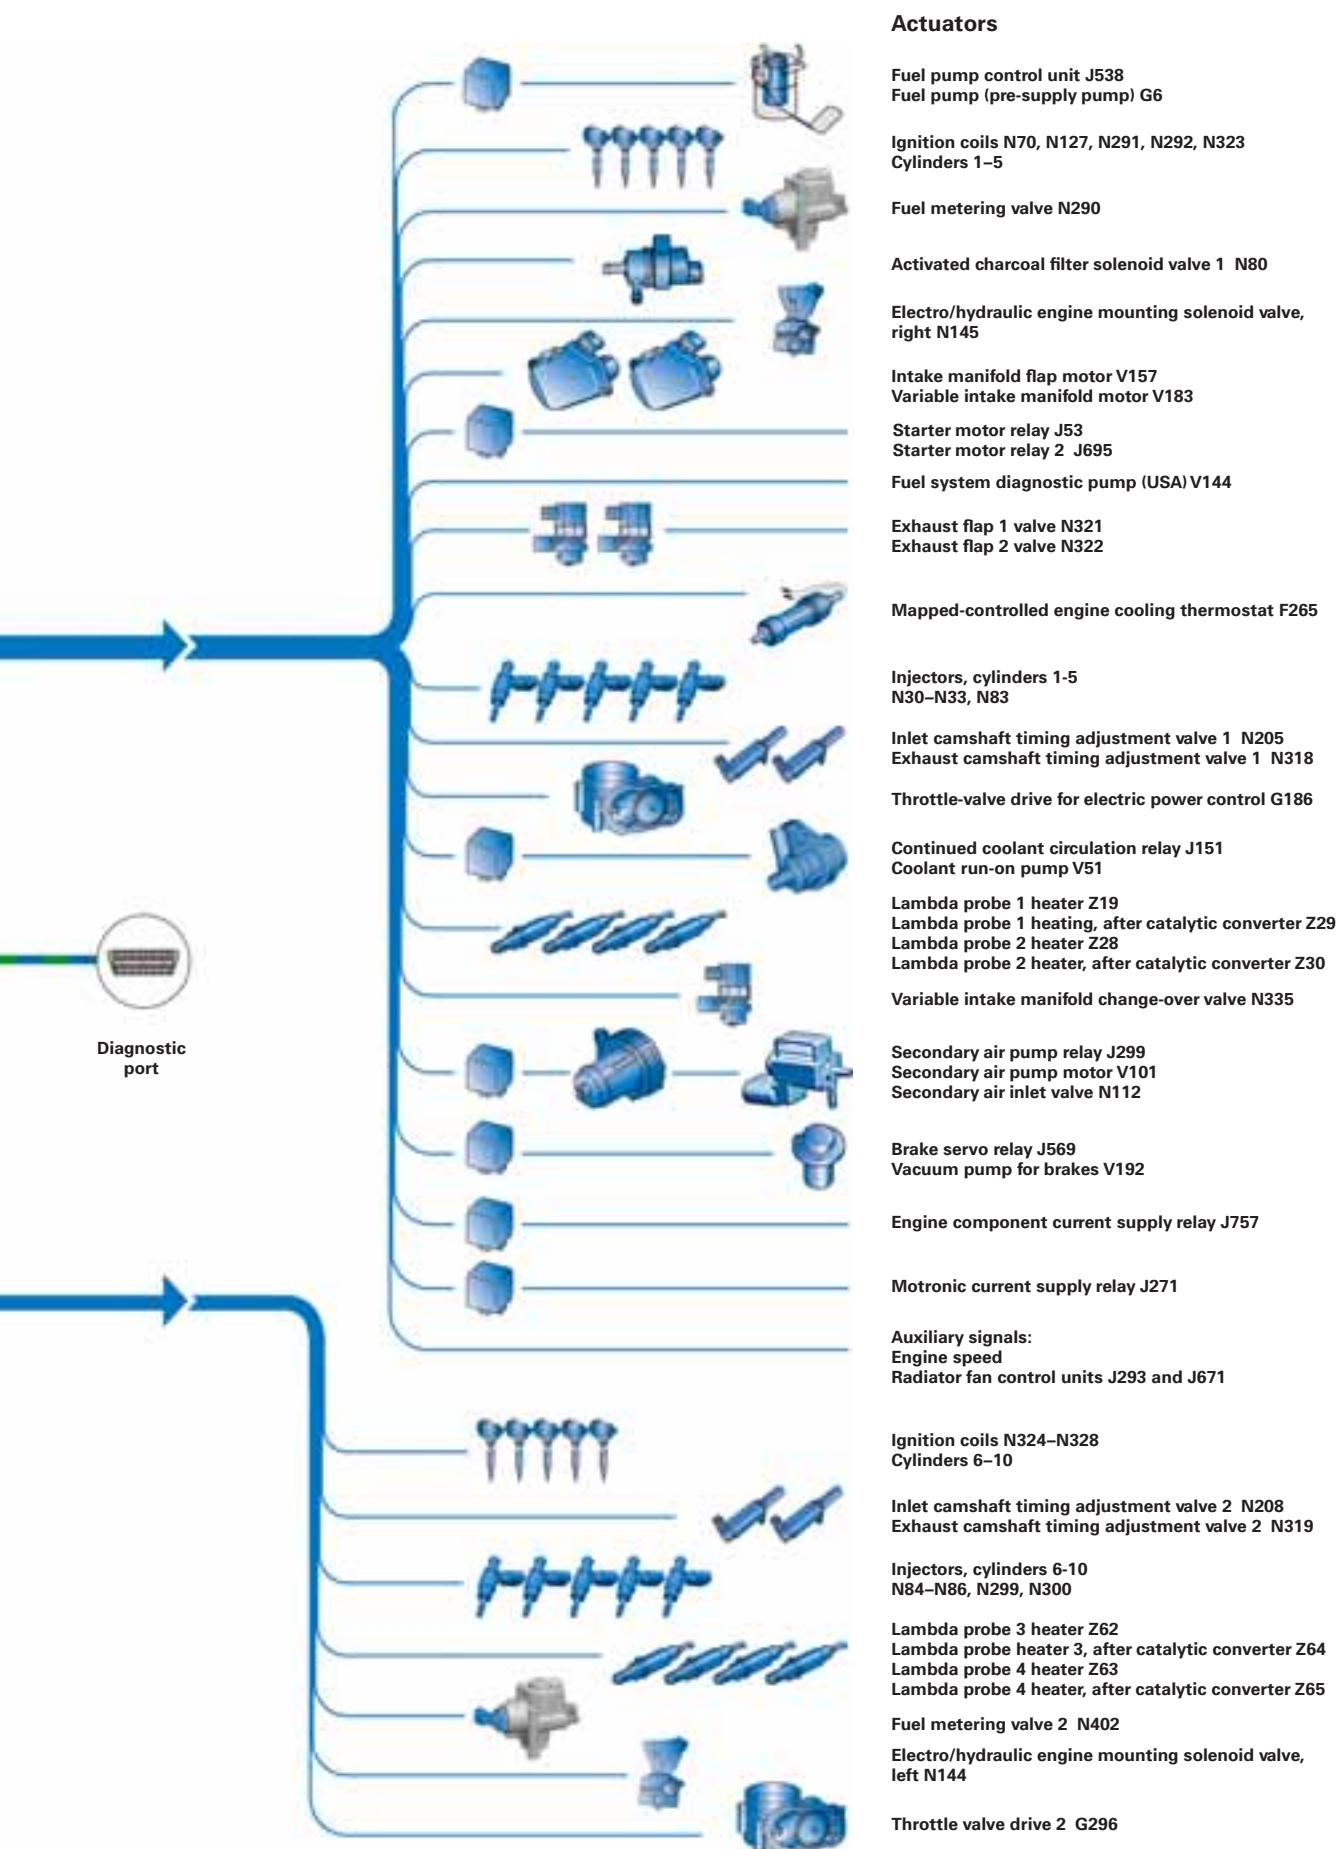 Actuators
Fuel pump control unit J538
Fuel pump (pre-supply pump) G6
Ignition coils N70, N127, N291, N292, N323
Cylinders 1–5
Fuel metering valve N290
Activated charcoal filter solenoid valve 1 N80
Electro/hydraulic engine mounting solenoid valve,
right N145
Intake manifold flap motor V157
Variable intake manifold motor V183
Starter motor relay J53
Starter motor relay 2 J695
Fuel system diagnostic pump (USA) V144
Exhaust flap 1 valve N321
Exhaust flap 2 valve N322
Mapped-controlled engine cooling thermostat F265
Injectors, cylinders 1-5
N30–N33, N83
Inlet camshaft timing adjustment valve 1 N205
Exhaust camshaft timing adjustment valve 1 N318
Throttle-valve drive for electric power control G186
Continued coolant circulation relay J151
Coolant run-on pump V51
Lambda probe 1 heater Z19
Lambda probe 1 heating, after catalytic converter Z29
Lambda probe 2 heater Z28
Lambda probe 2 heater, after catalytic converter Z30
Variable intake manifold change-over valve N335
Diagnostic
port
Secondary air pump relay J299
Secondary air pump motor V101
Secondary air inlet valve N112
Brake servo relay J569
Vacuum pump for brakes V192
Engine component current supply relay J757
Motronic current supply relay J271
Auxiliary signals:
Engine speed
Radiator fan control units J293 and J671
Ignition coils N324–N328
Cylinders 6–10
Inlet camshaft timing adjustment valve 2 N208
Exhaust camshaft timing adjustment valve 2 N319
Injectors, cylinders 6-10
N84–N86, N299, N300
Lambda probe 3 heater Z62
Lambda probe heater 3, after catalytic converter Z64
Lambda probe 4 heater Z63
Lambda probe 4 heater, after catalytic converter Z65
Fuel metering valve 2 N402
Electro/hydraulic engine mounting solenoid valve,
left N144
Throttle valve drive 2 G296